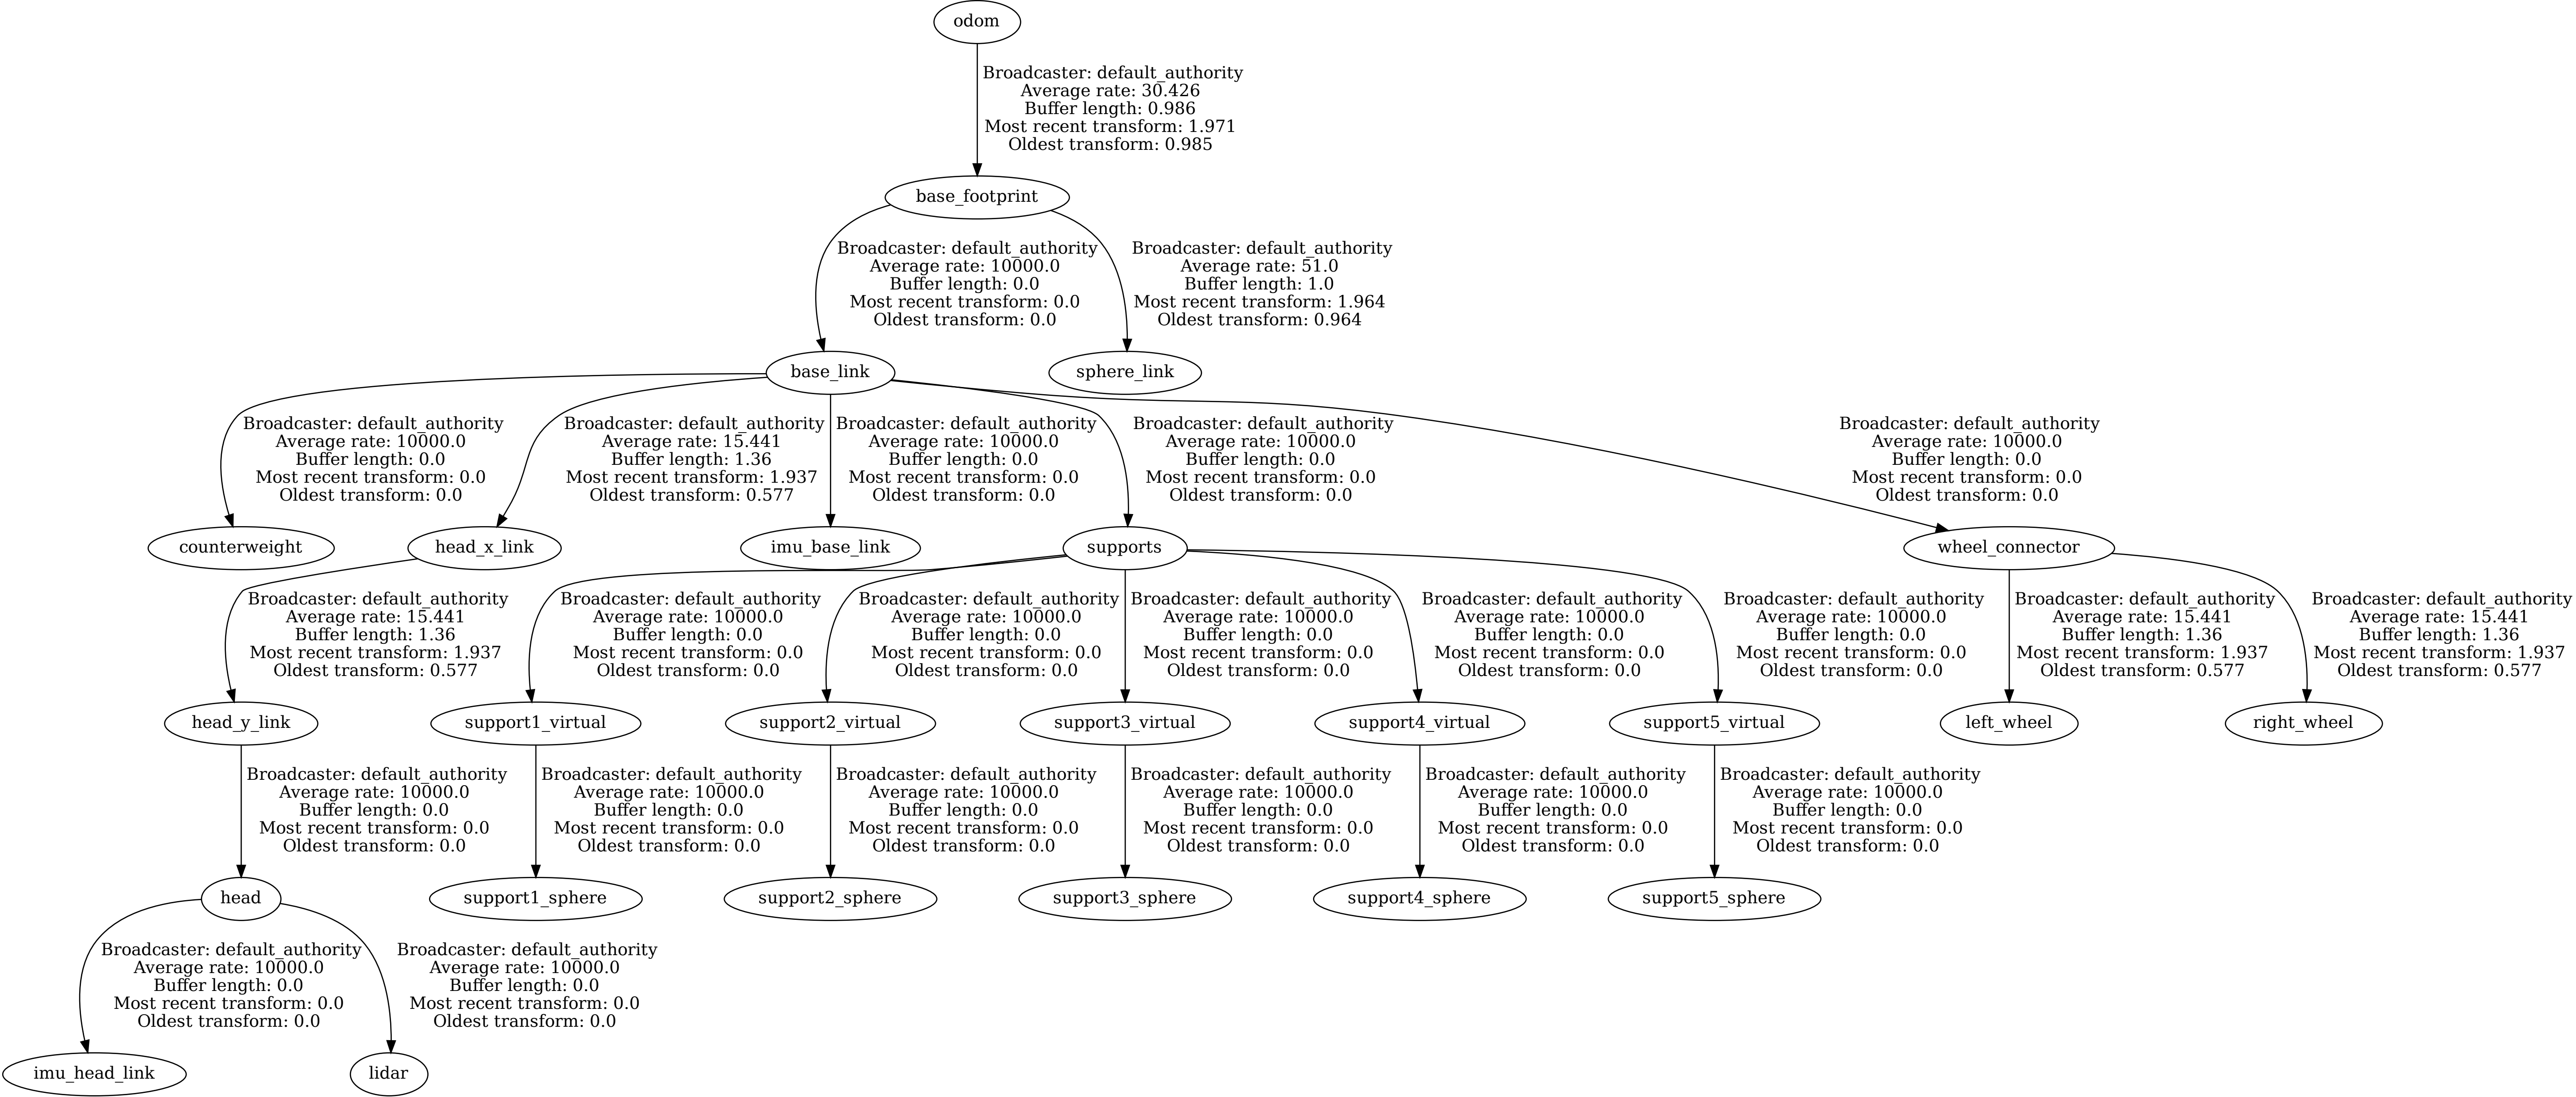 odom
Broadcaster: default_authority
Average rate: 30.426
Buffer length: 0.986
Most recent transform: 1.971
Oldest transform: 0.985
base_footprint
Broadcaster: default_authority
Average rate: 10000.0
Buffer length: 0.0
Most recent transform: 0.0
Oldest transform: 0.0
Broadcaster: default_authority
Average rate: 51.0
Buffer length: 1.0
Most recent transform: 1.964
Oldest transform: 0.964
base_link
sphere_link
Broadcaster: default_authority
Average rate: 10000.0
Buffer length: 0.0
Most recent transform: 0.0
Oldest transform: 0.0
Broadcaster: default_authority
Average rate: 15.441
Buffer length: 1.36
Most recent transform: 1.937
Oldest transform: 0.577
Broadcaster: default_authority
Average rate: 10000.0
Buffer length: 0.0
Most recent transform: 0.0
Oldest transform: 0.0
Broadcaster: default_authority
Average rate: 10000.0
Buffer length: 0.0
Most recent transform: 0.0
Oldest transform: 0.0
Broadcaster: default_authority
Average rate: 10000.0
Buffer length: 0.0
Most recent transform: 0.0
Oldest transform: 0.0
counterweight
head_x_link
imu_base_link
supports
wheel_connector
Broadcaster: default_authority
Average rate: 15.441
Buffer length: 1.36
Most recent transform: 1.937
Oldest transform: 0.577
Broadcaster: default_authority
Average rate: 10000.0
Buffer length: 0.0
Most recent transform: 0.0
Oldest transform: 0.0
Broadcaster: default_authority
Average rate: 10000.0
Buffer length: 0.0
Most recent transform: 0.0
Oldest transform: 0.0
Broadcaster: default_authority
Average rate: 10000.0
Buffer length: 0.0
Most recent transform: 0.0
Oldest transform: 0.0
Broadcaster: default_authority
Average rate: 10000.0
Buffer length: 0.0
Most recent transform: 0.0
Oldest transform: 0.0
Broadcaster: default_authority
Average rate: 10000.0
Buffer length: 0.0
Most recent transform: 0.0
Oldest transform: 0.0
Broadcaster: default_authority
Average rate: 15.441
Buffer length: 1.36
Most recent transform: 1.937
Oldest transform: 0.577
Broadcaster: default_authority
Average rate: 15.441
Buffer length: 1.36
Most recent transform: 1.937
Oldest transform: 0.577
head_y_link
support1_virtual
support2_virtual
support3_virtual
support4_virtual
support5_virtual
left_wheel
right_wheel
Broadcaster: default_authority
Average rate: 10000.0
Buffer length: 0.0
Most recent transform: 0.0
Oldest transform: 0.0
Broadcaster: default_authority
Average rate: 10000.0
Buffer length: 0.0
Most recent transform: 0.0
Oldest transform: 0.0
Broadcaster: default_authority
Average rate: 10000.0
Buffer length: 0.0
Most recent transform: 0.0
Oldest transform: 0.0
Broadcaster: default_authority
Average rate: 10000.0
Buffer length: 0.0
Most recent transform: 0.0
Oldest transform: 0.0
Broadcaster: default_authority
Average rate: 10000.0
Buffer length: 0.0
Most recent transform: 0.0
Oldest transform: 0.0
Broadcaster: default_authority
Average rate: 10000.0
Buffer length: 0.0
Most recent transform: 0.0
Oldest transform: 0.0
head
support1_sphere
support2_sphere
support3_sphere
support4_sphere
support5_sphere
Broadcaster: default_authority
Average rate: 10000.0
Buffer length: 0.0
Most recent transform: 0.0
Oldest transform: 0.0
Broadcaster: default_authority
Average rate: 10000.0
Buffer length: 0.0
Most recent transform: 0.0
Oldest transform: 0.0
imu_head_link
lidar